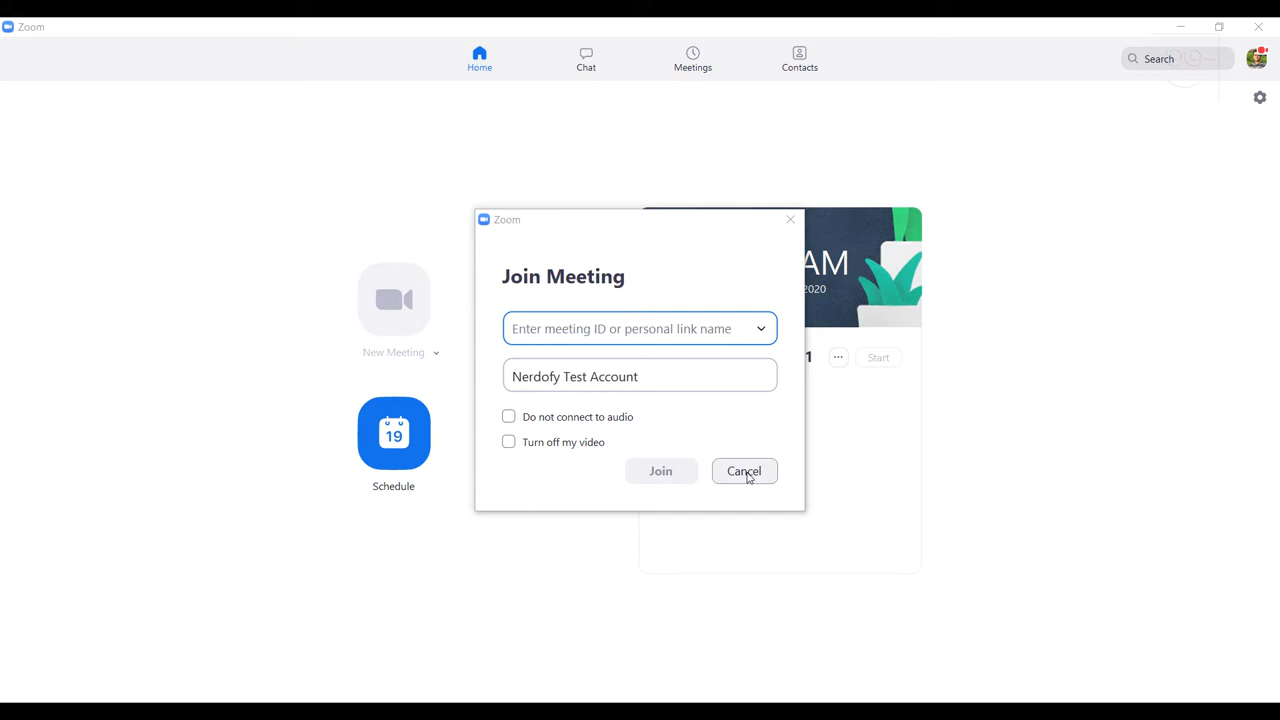 Zoom
Home
Chat
Meetings
Contacts
Search
Zoom
Join Meeting
AM
2020
Enter meeting ID or personal link name
New Meeting
1
Start
Nerdofy Test Account
Do not connect to audio
19
Turn off my video
Join
Cancel
Schedule